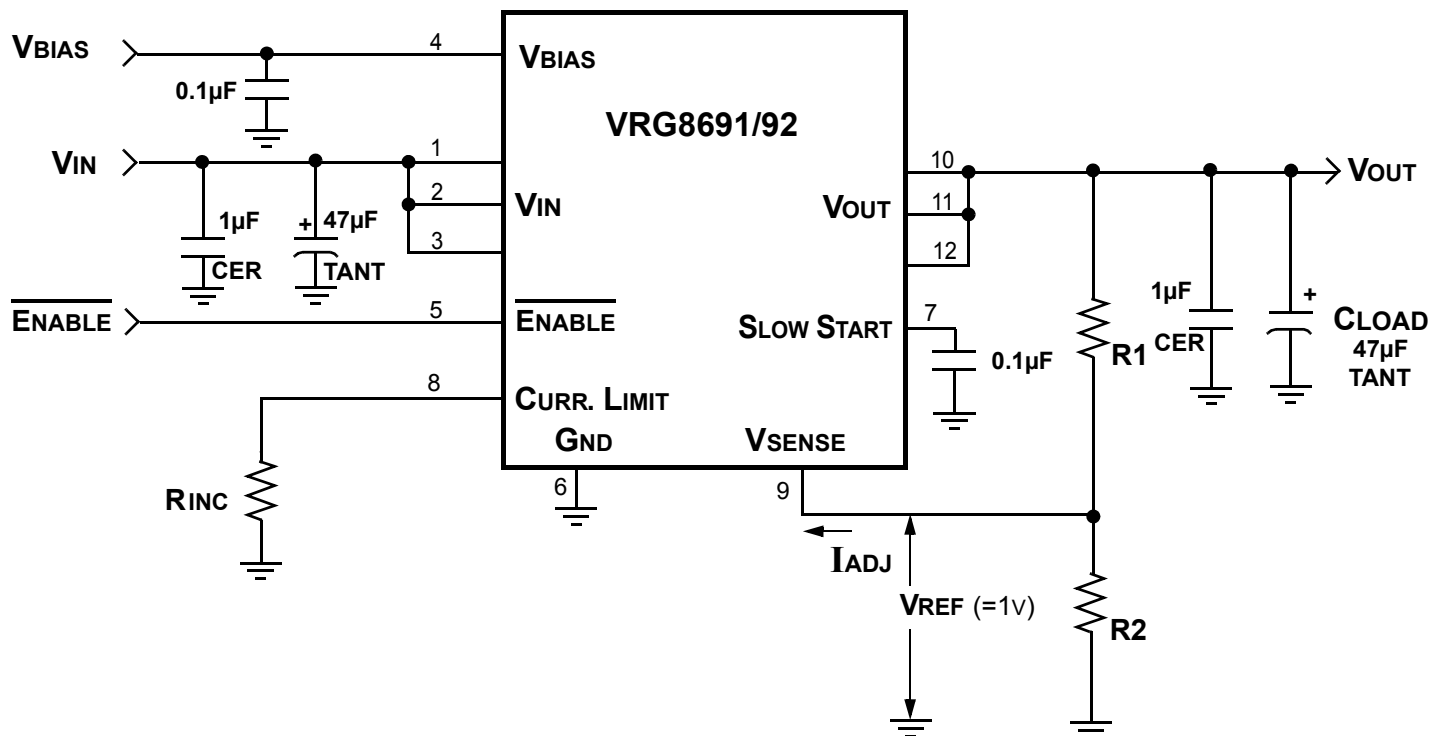 VBIAS
4
VBIAS
0.1µF
VRG8691/92
VIN
1
2
3
VIN
1µF
CER
+
47µF
TANT
ENABLE
5
ENABLE
8
CURR. LIMIT
RINC
GND
6
VSENSE
9
VOUT
10
11
12
VOUT
SLOW START
7
0.1µF
R1
1µF
CER
+
CLOAD
47µF
TANT
IADJ
VREF (=1V)
R2